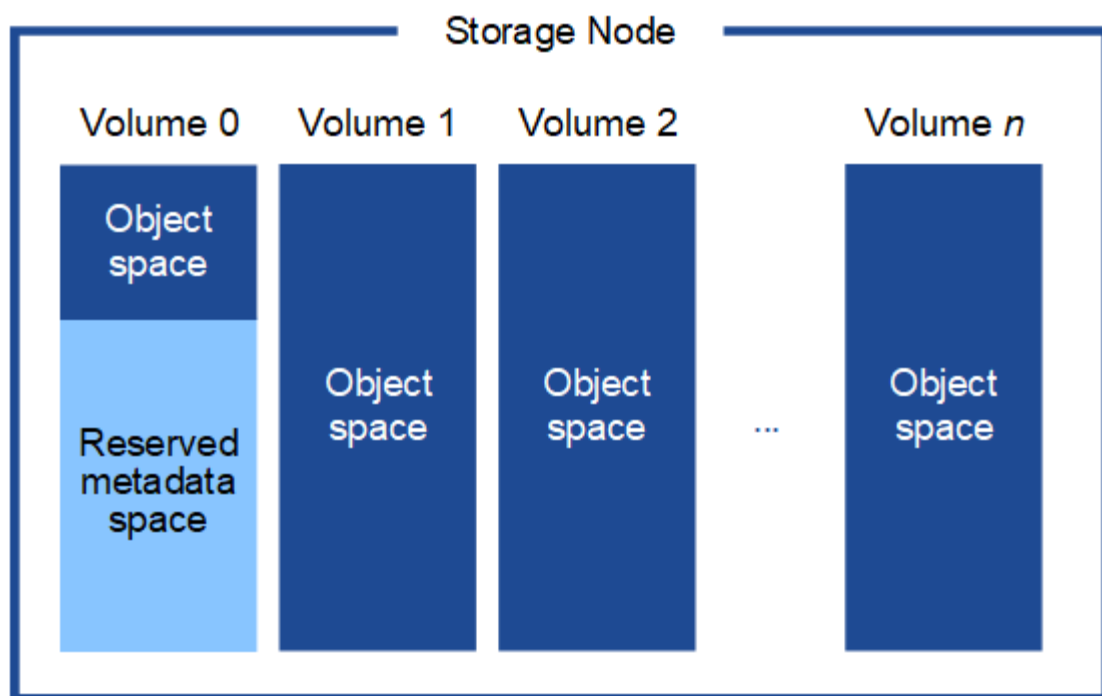 Storage Node
Volume 0
Volume 1
Volume 2
Volume n
Object
space
Reserved
metadata
space
Object
space
Object
space
...
Object
space